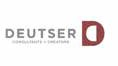 DEUTSER
CONSULTANTS + CREATORS
D